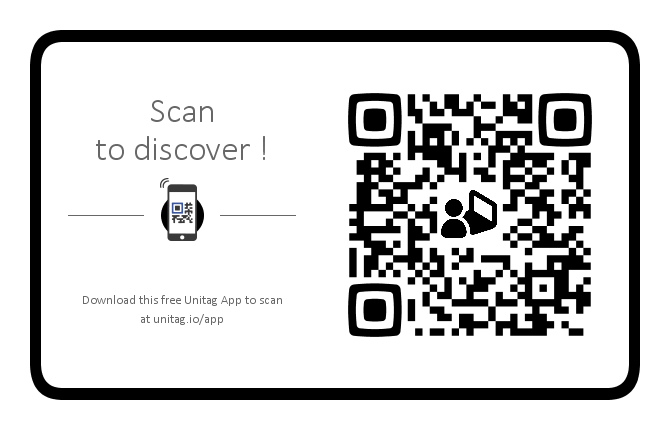 Scan
to discover !
Download this free Unitag App to scan
at unitag.io/app